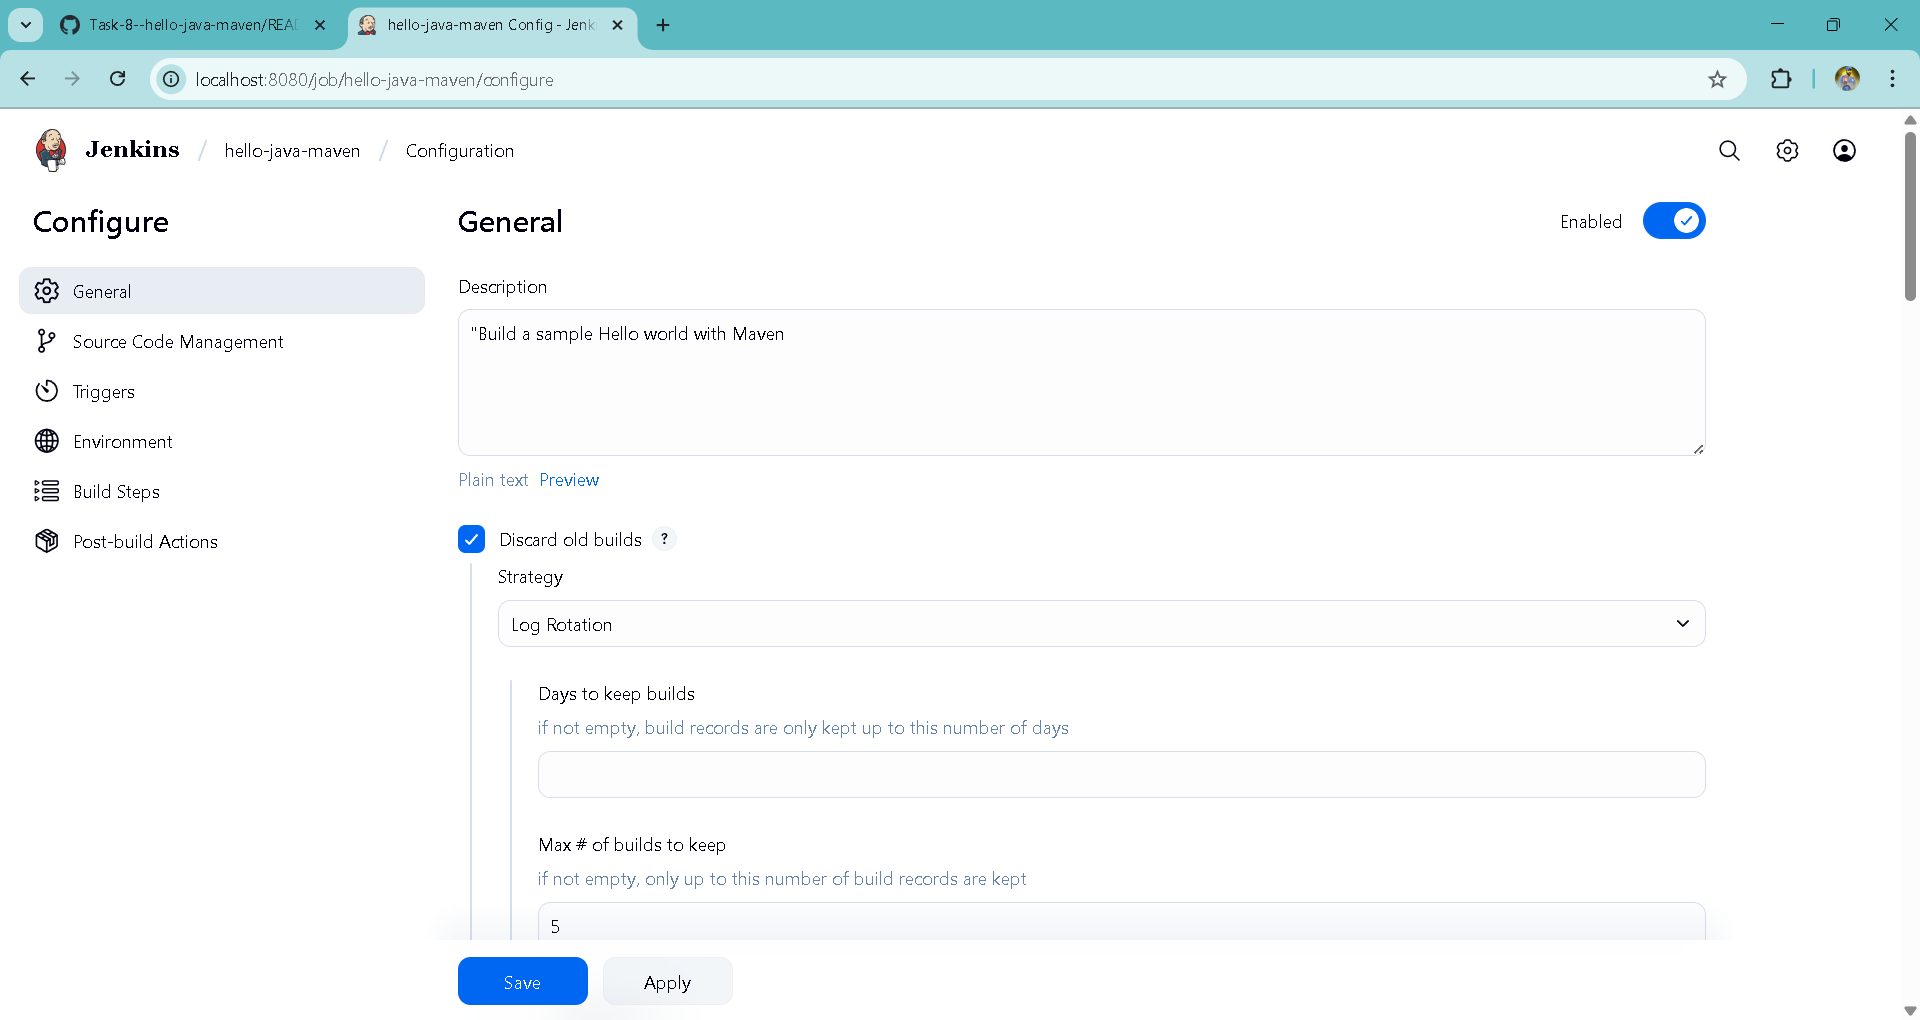 Task-8--hello-java-maven/REA
hello-java-maven Config - Jenk
localhost:8080/job/hello-java-maven/configure
Jenkins / hello-java-maven / Configuration
Configure
General
Source Code Management
Triggers
Environment
Build Steps
Post-build Actions
General
Enabled
Description
"Build a sample Hello world with Maven
Plain text Preview
Discard old builds ?
Strategy
Log Rotation
Days to keep builds
if not empty, build records are only kept up to this number of days
Max # of builds to keep
if not empty, only up to this number of build records are kept
5
Save
Apply